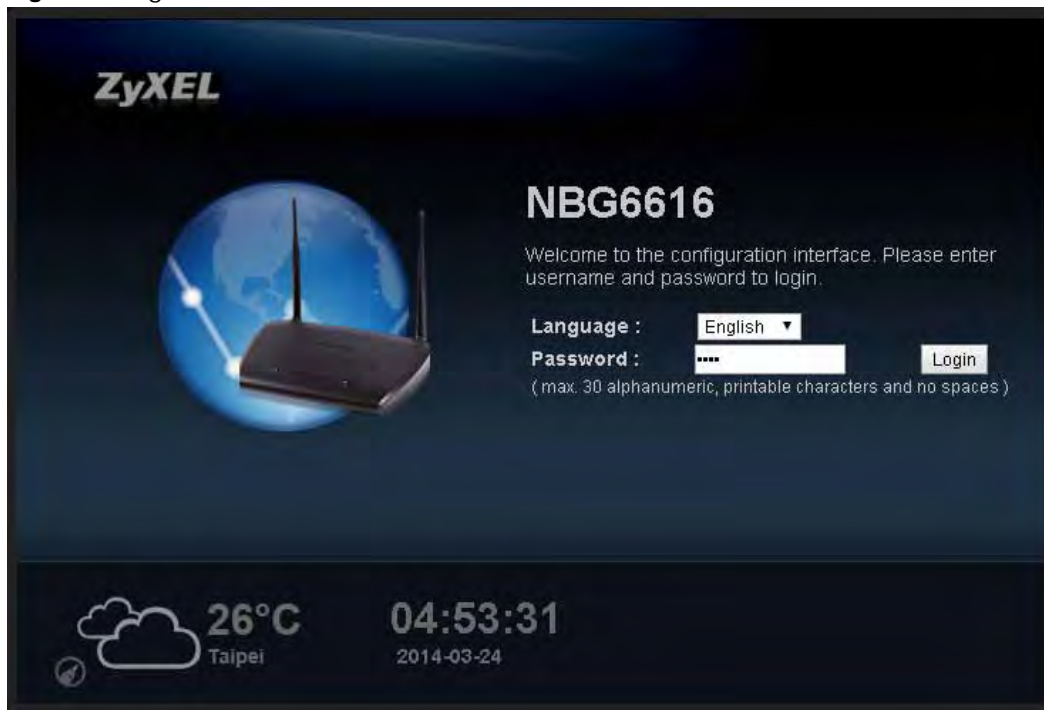 ZyXEL
NBG6616
Welcome to the configuration interface. Please enter
username and password to login.
Language : English
Password : •••• Login
( max. 30 alphanumeric, printable characters and no spaces )
26°C 04:53:31
Taipei 2014-03-24